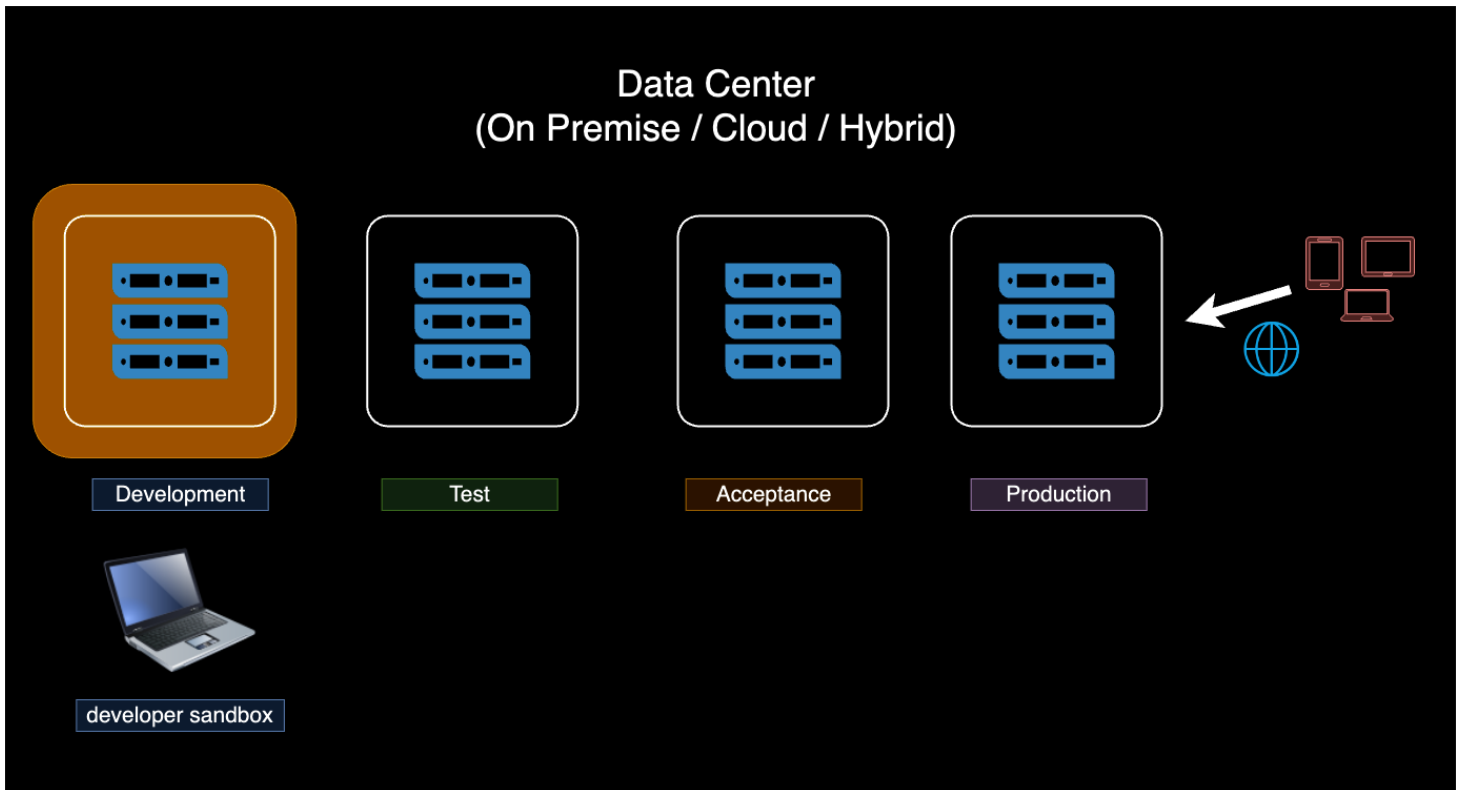 Data Center
(On Premise / Cloud / Hybrid)
Development
Test
Acceptance
Production
developer sandbox